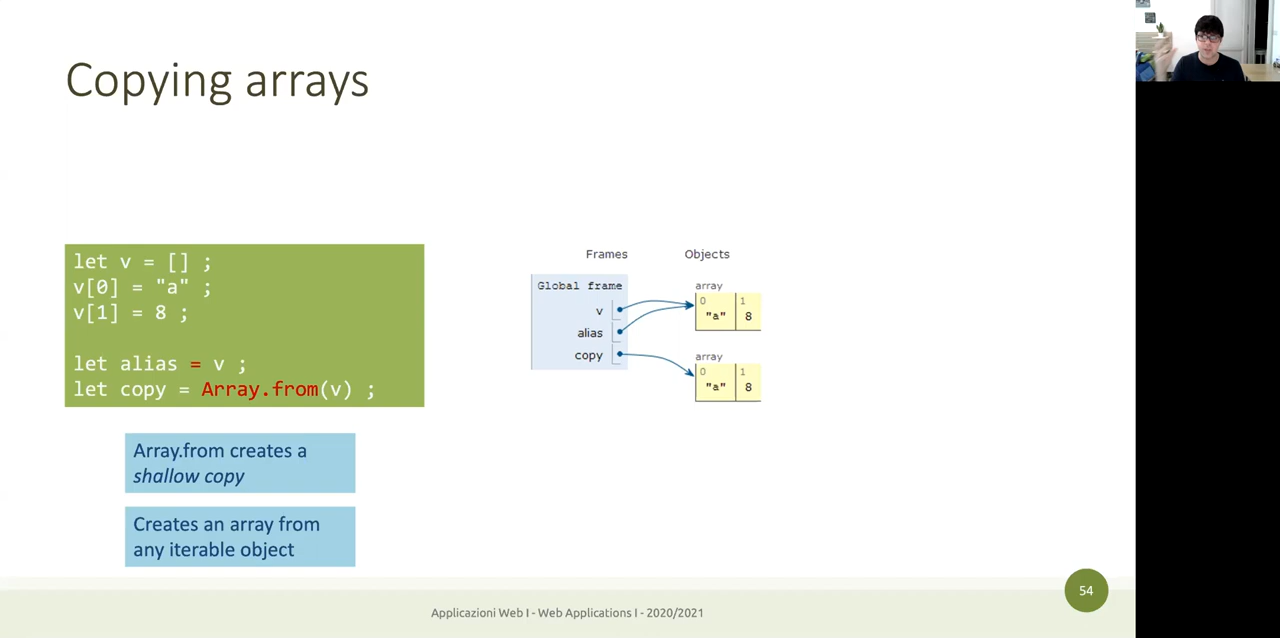 Copying arrays
let v = [] ;
v[0] = "a" ;
v[1] = 8 ;
let alias = v ;
let copy = Array.from(v) ;
Array.from creates a
shallow copy
Creates an array from
any iterable object
Frames
Objects
Global frame
v
alias
copy
array
0
1
"a"
8
array
0
1
"a"
8
Applicazioni Web I - Web Applications I - 2020/2021
54